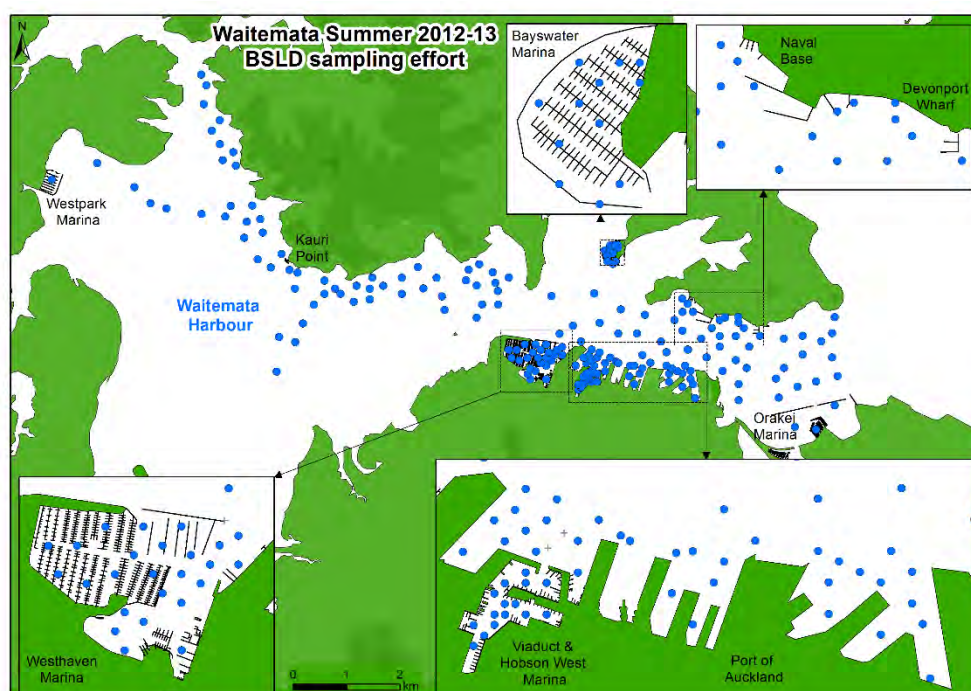 N
Waitemata Summer 2012-13
BSLD sampling effort
Bayswater
Marina
Naval
Base
Devonport
Wharf
Westpark
Marina
Kauri
Point
Waitemata
Harbour
Orakei
Marina
Westhaven
Marina
0 1 2
km
Viaduct &
Hobson West
Marina
Port of
Auckland